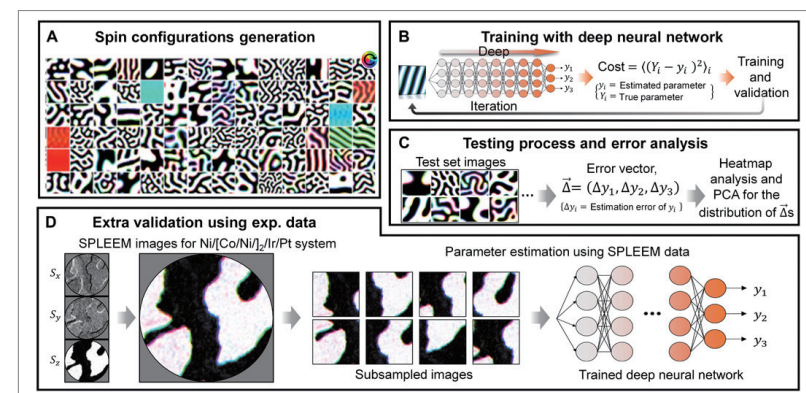 A Spin configurations generation
B Training with deep neural network
Deep
y₁
y₂
y₃
Cost = ⟨(Yᵢ − yᵢ)²⟩ᵢ
{yᵢ = Estimated parameter
Yᵢ = True parameter}
Training
and
validation
Iteration
C Testing process and error analysis
Test set images
...
Error vector,
Δ⃗= (Δy₁, Δy₂, Δy₃)
{Δyᵢ = Estimation error of yᵢ }
Heatmap
analysis and
PCA for the
distribution of Δ⃗s
D Extra validation using exp. data
SPLEEM images for Ni/[Co/Ni/]₂/Ir/Pt system
Sₓ
Sᵧ
S_z
Subsampled images
Parameter estimation using SPLEEM data
...
y₁
y₂
y₃
Trained deep neural network